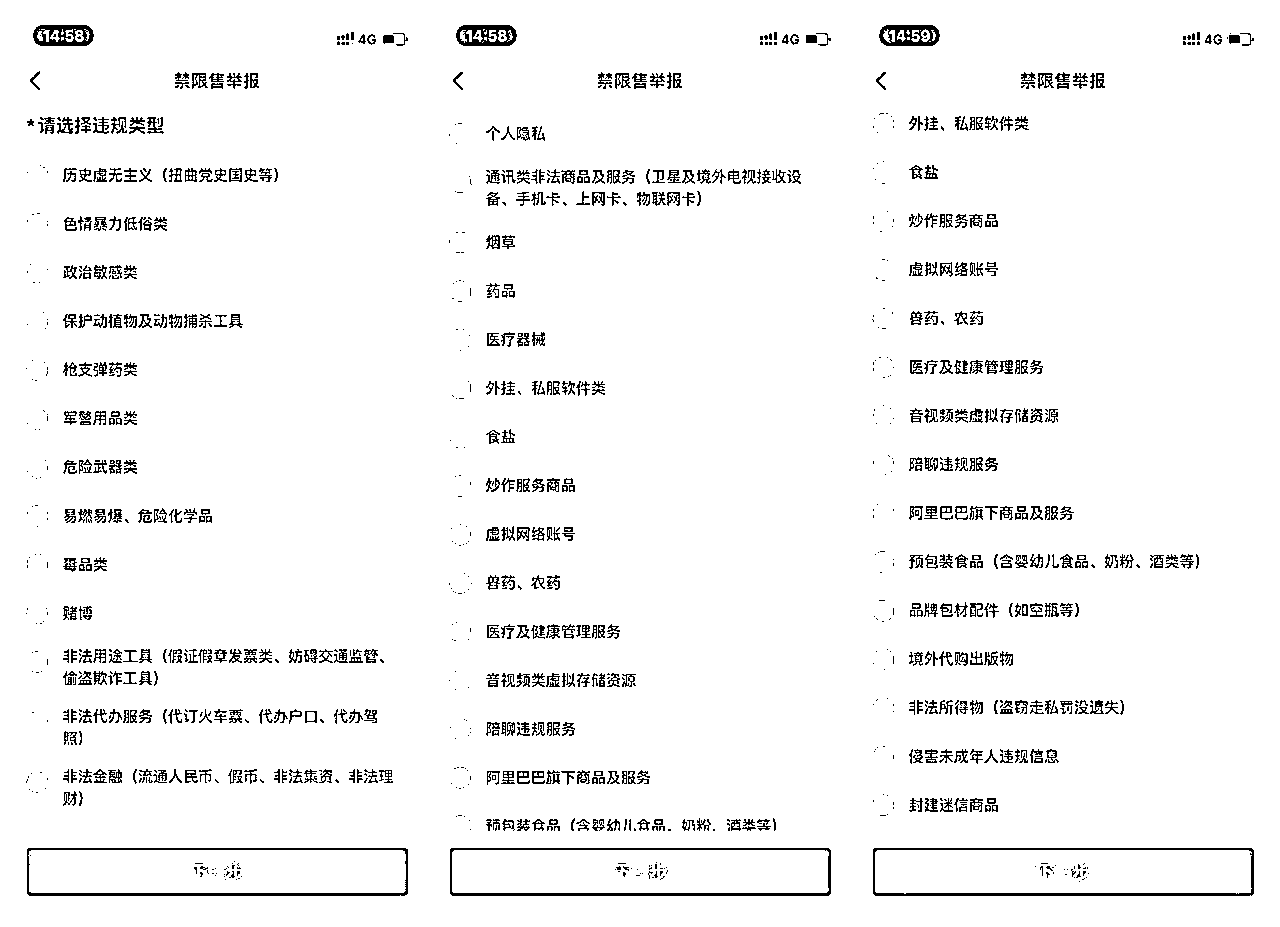 14:58
4G
禁限售举报
*请选择违规类型
历史虚无主义（扭曲党史国史等）
色情暴力低俗类
政治敏感类
保护动植物及动物捕杀工具
枪支弹药类
军警用品类
危险武器类
易燃易爆、危险化学品
毒品类
赌博
非法用途工具（假证假章发票类、妨碍交通监管、
偷盗欺诈工具）
非法代办服务（代订火车票、代办户口、代办驾
照）
非法金融（流通人民币、假币、非法集资、非法理
财）
下一步
14:58
4G
禁限售举报
个人隐私
通讯类非法商品及服务（卫星及境外电视接收设
备、手机卡、上网卡、物联网卡）
烟草
药品
医疗器械
外挂、私服软件类
食盐
炒作服务商品
虚拟网络账号
兽药、农药
医疗及健康管理服务
音视频类虚拟存储资源
陪聊违规服务
阿里巴巴旗下商品及服务
预包装食品（含婴幼儿食品、奶粉、酒类等）
下一步
14:59
4G
禁限售举报
外挂、私服软件类
食盐
炒作服务商品
虚拟网络账号
兽药、农药
医疗及健康管理服务
音视频类虚拟存储资源
陪聊违规服务
阿里巴巴旗下商品及服务
预包装食品（含婴幼儿食品、奶粉、酒类等）
品牌包材配件（如空瓶等）
境外代购出版物
非法所得物（盗窃走私罚没遗失）
侵害未成年人违规信息
封建迷信商品
下一步